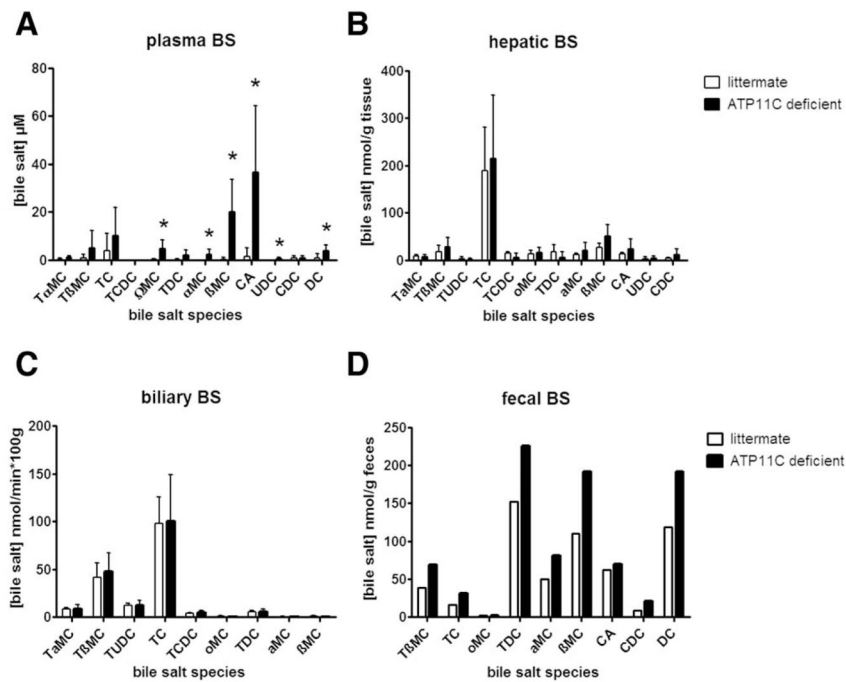 A
plasma BS
[bile salt] µM
80
60
40
20
0
* * * * * *
TαMC TßMC TC TCDC ΩMC TDC αMC ßMC CA UDC CDC DC
bile salt species
B
hepatic BS
[bile salt] nmol/g tissue
400
300
200
100
0
TaMC TßMC TUDC TC TCDC oMC TDC aMC ßMC CA UDC CDC
bile salt species
littermate
ATP11C deficient
C
biliary BS
[bile salt] nmol/min*100g
200
150
100
50
0
TaMC TßMC TUDC TC TCDC oMC TDC aMC ßMC
bile salt species
D
fecal BS
[bile salt] nmol/g feces
250
200
150
100
50
0
TßMC TC oMC TDC aMC ßMC CA CDC DC
bile salt species
littermate
ATP11C deficient